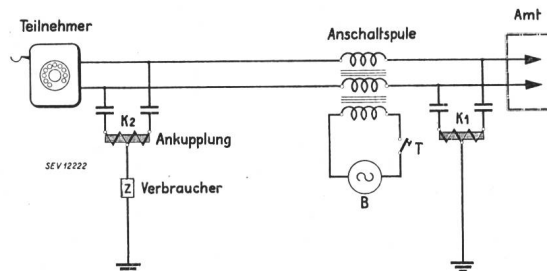 Teilnehmer
Anschaltspule
Amt
K2
Ankupplung
K1
T
SEV 12222
Z
Verbraucher
B